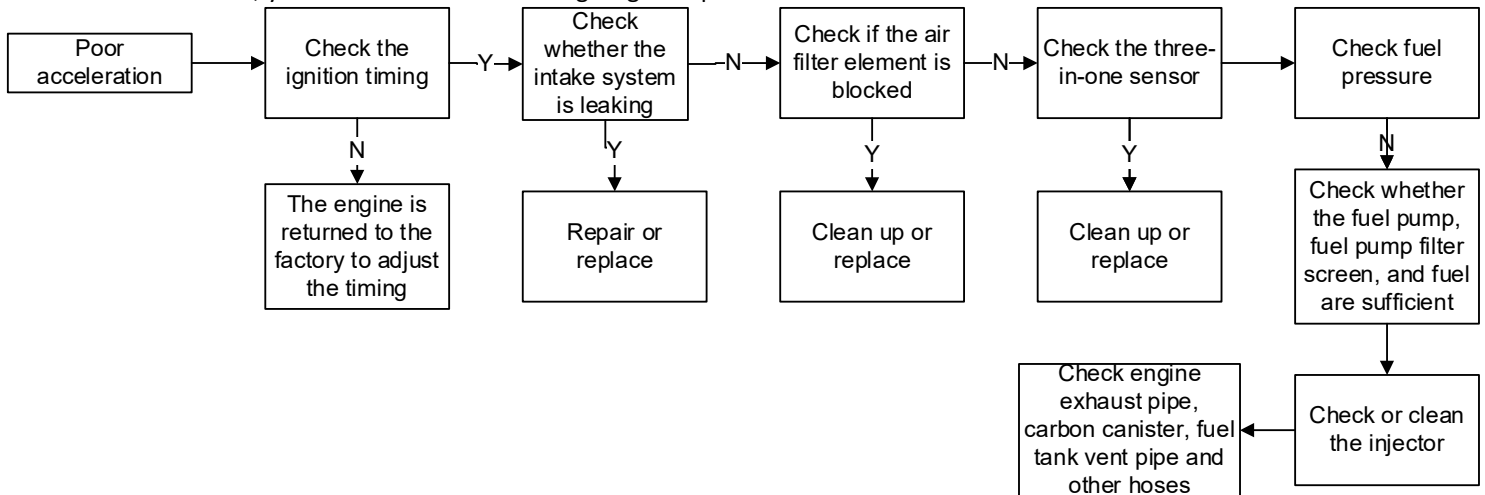 Poor
acceleration
Check the
ignition timing
Y
Check
whether the
intake system
is leaking
N
Check if the air
filter element is
blocked
N
Check the three-
in-one sensor
Check fuel
pressure
N
The engine is
returned to the
factory to adjust
the timing
Y
Repair or
replace
Y
Clean up or
replace
Y
Clean up or
replace
N
Check whether
the fuel pump,
fuel pump filter
screen, and fuel
are sufficient
Check or clean
the injector
Check engine
exhaust pipe,
carbon canister, fuel
tank vent pipe and
other hoses